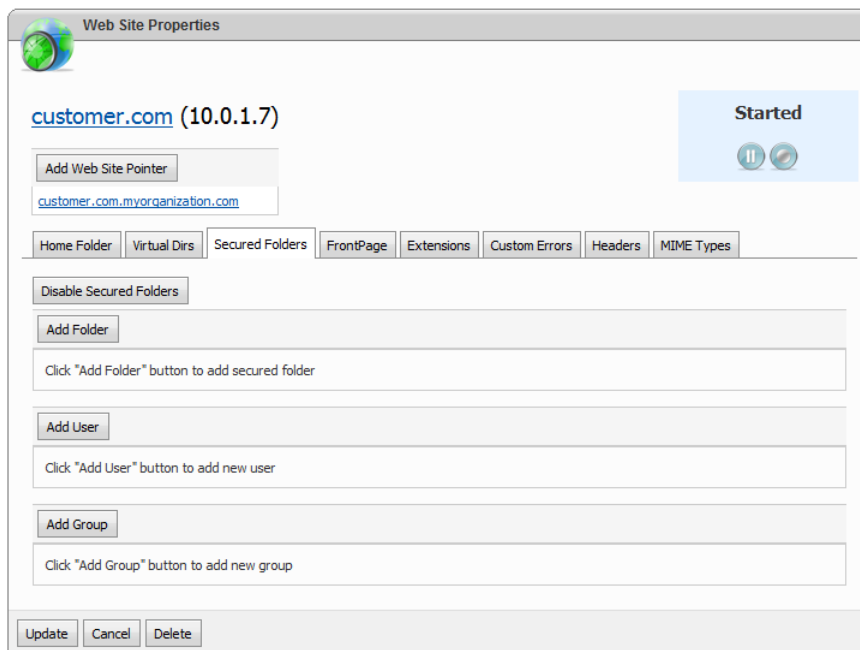 Web Site Properties
customer.com (10.0.1.7)
Started
Add Web Site Pointer
customer.com.myorganization.com
Home Folder Virtual Dirs Secured Folders FrontPage Extensions Custom Errors Headers MIME Types
Disable Secured Folders
Add Folder
Click "Add Folder" button to add secured folder
Add User
Click "Add User" button to add new user
Add Group
Click "Add Group" button to add new group
Update Cancel Delete